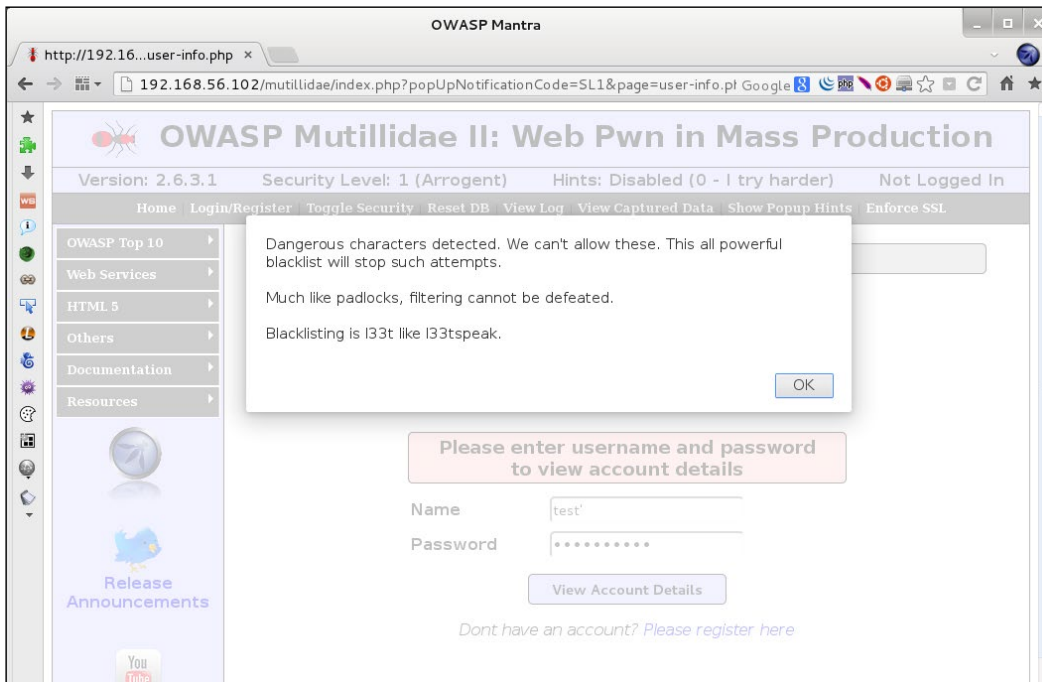 OWASP Mantra
http://192.16...user-info.php ×
192.168.56.102/mutillidae/index.php?popUpNotificationCode=SL1&page=user-info.pl Google
OWASP Mutillidae II: Web Pwn in Mass Production
Version: 2.6.3.1 Security Level: 1 (Arrogent) Hints: Disabled (0 - I try harder) Not Logged In
Home Login/Register Toggle Security Reset DB View Log View Captured Data Show Popup Hints Enforce SSL
OWASP Top 10
Web Services
HTML 5
Others
Documentation
Resources
Dangerous characters detected. We can't allow these. This all powerful
blacklist will stop such attempts.
Much like padlocks, filtering cannot be defeated.
Blacklisting is l33t like l33tspeak.
OK
Please enter username and password
to view account details
Name test'
Password ••••••••••
View Account Details
Dont have an account? Please register here
Release
Announcements
You
Tube